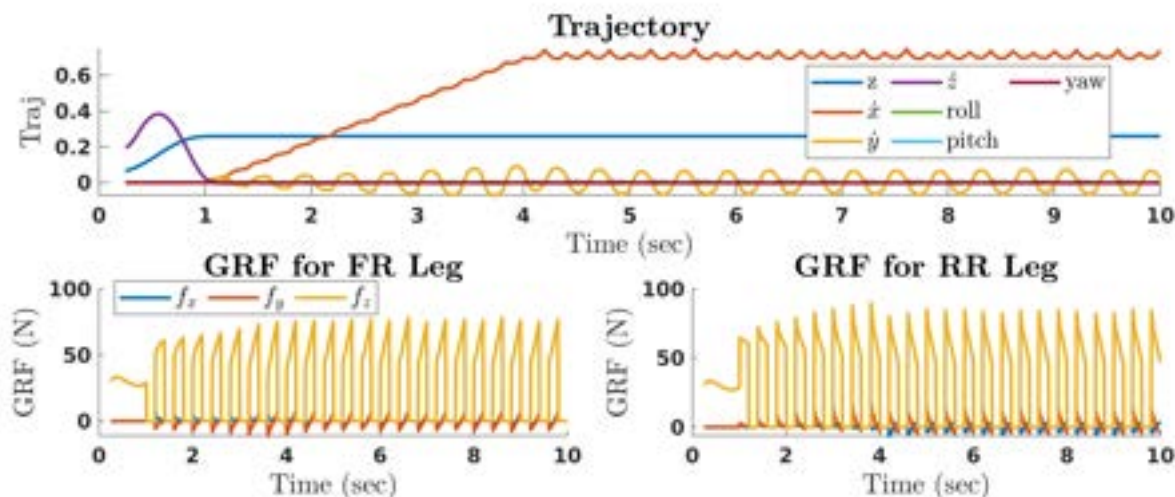 Trajectory
Traj
0.6
0.4
0.2
0
z
ẋ
ẏ
ż
roll
pitch
yaw
0 1 2 3 4 5 6 7 8 9 10
Time (sec)
GRF for FR Leg
GRF (N)
100
50
0
f_x f_y f_z
0 2 4 6 8 10
Time (sec)
GRF for RR Leg
GRF (N)
100
50
0
0 2 4 6 8 10
Time (sec)